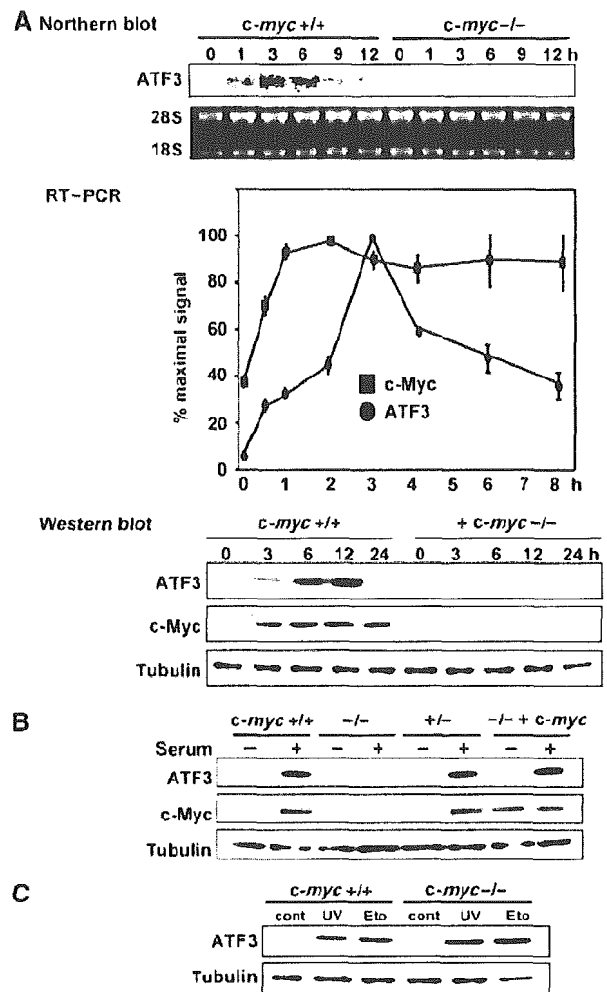 A Northern blot
c-myc +/+ c-myc −/−
0 1 3 6 9 12 0 1 3 6 9 12 h
ATF3
28S
18S
RT–PCR
% maximal signal
100
80
60
40
20
0
c-Myc
ATF3
0 1 2 3 4 5 6 7 8 h
Western blot
c-myc +/+ + c-myc −/−
0 3 6 12 24 0 3 6 12 24 h
ATF3
c-Myc
Tubulin
B
c-myc +/+ −/− +/− −/− + c-myc
Serum − + − + − + − +
ATF3
c-Myc
Tubulin
C
c-myc +/+ c-myc −/−
cont UV Eto cont UV Eto
ATF3
Tubulin